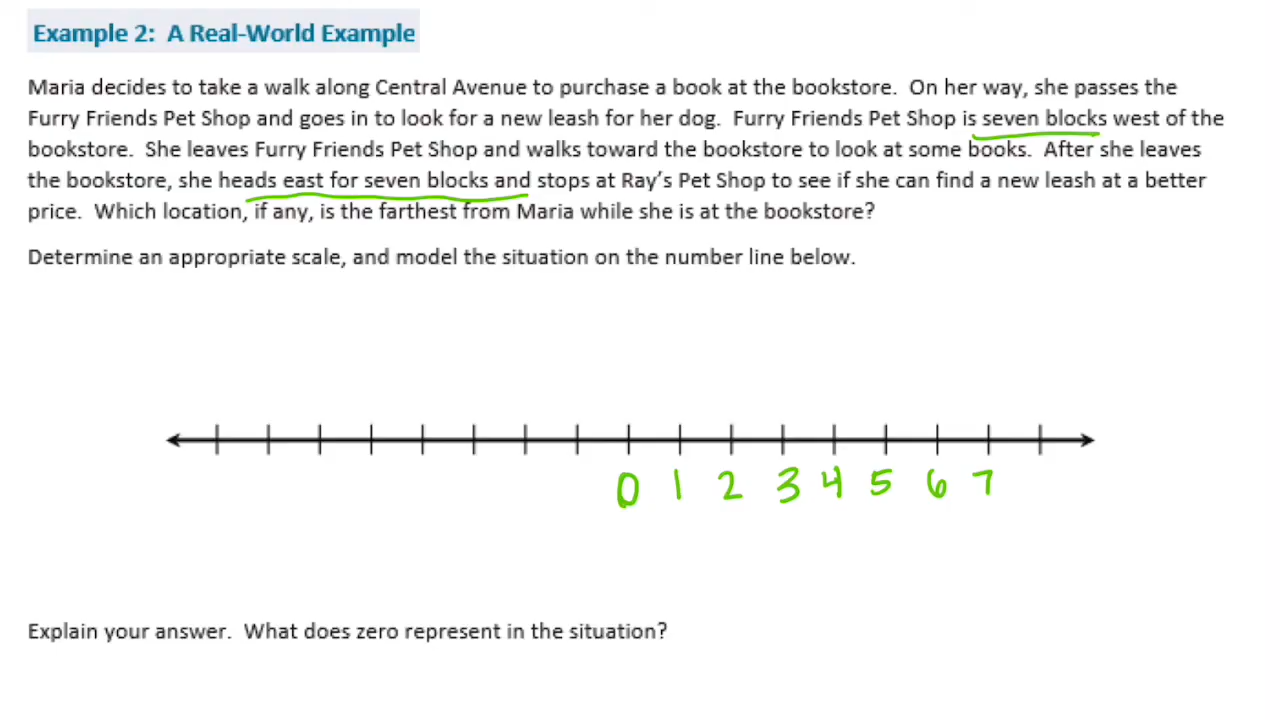 Example 2: A Real-World Example
Maria decides to take a walk along Central Avenue to purchase a book at the bookstore. On her way, she passes the
Furry Friends Pet Shop and goes in to look for a new leash for her dog. Furry Friends Pet Shop is seven blocks west of the
bookstore. She leaves Furry Friends Pet Shop and walks toward the bookstore to look at some books. After she leaves
the bookstore, she heads east for seven blocks and stops at Ray's Pet Shop to see if she can find a new leash at a better
price. Which location, if any, is the farthest from Maria while she is at the bookstore?
Determine an appropriate scale, and model the situation on the number line below.
0 1 2 3 4 5 6 7
Explain your answer. What does zero represent in the situation?